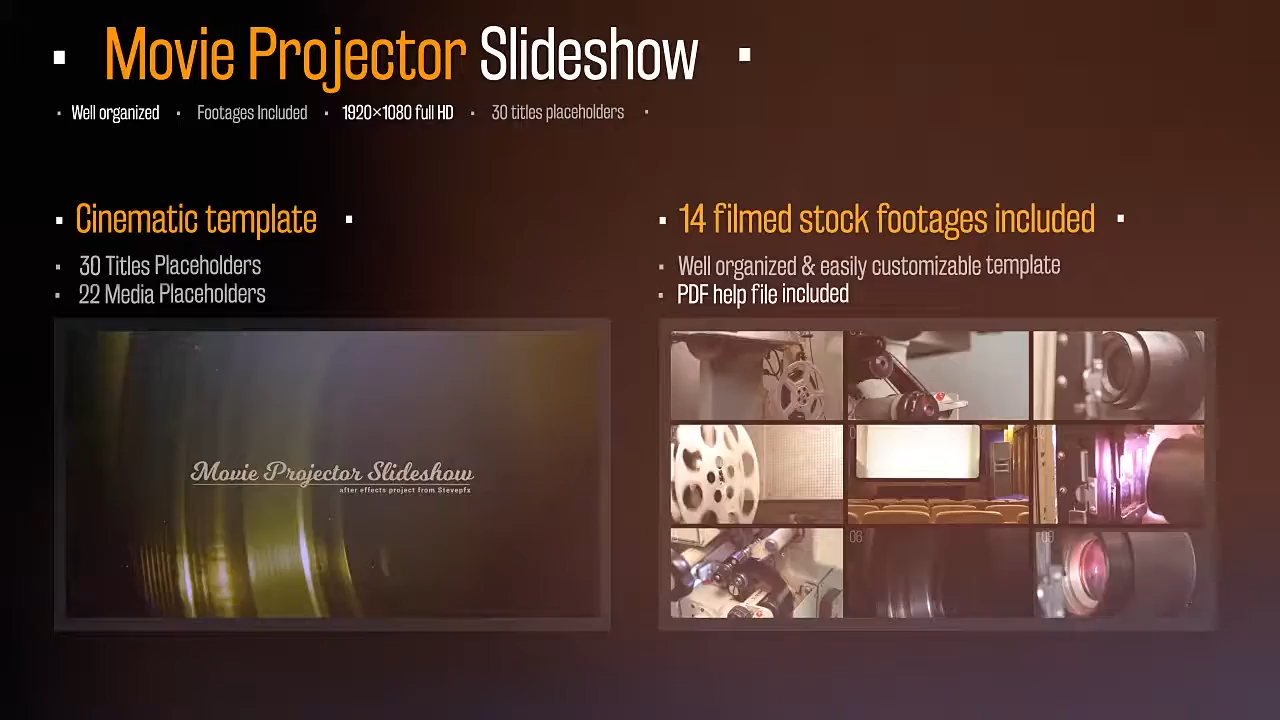 Movie Projector Slideshow
Well organized
Footages Included
1920×1080 full HD
30 titles placeholders
Cinematic template
30 Titles Placeholders
22 Media Placeholders
Movie Projector Slideshow
after effects project from Stevepfx
14 filmed stock footages included
Well organized & easily customizable template
PDF help file included
06